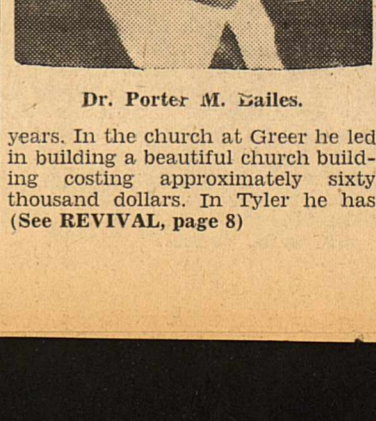 Dr. Porter M. Bailes.
years. In the church at Greer he led
in building a beautiful church build-
ing costing approximately sixty
thousand dollars. In Tyler he has
(See REVIVAL, page 8)